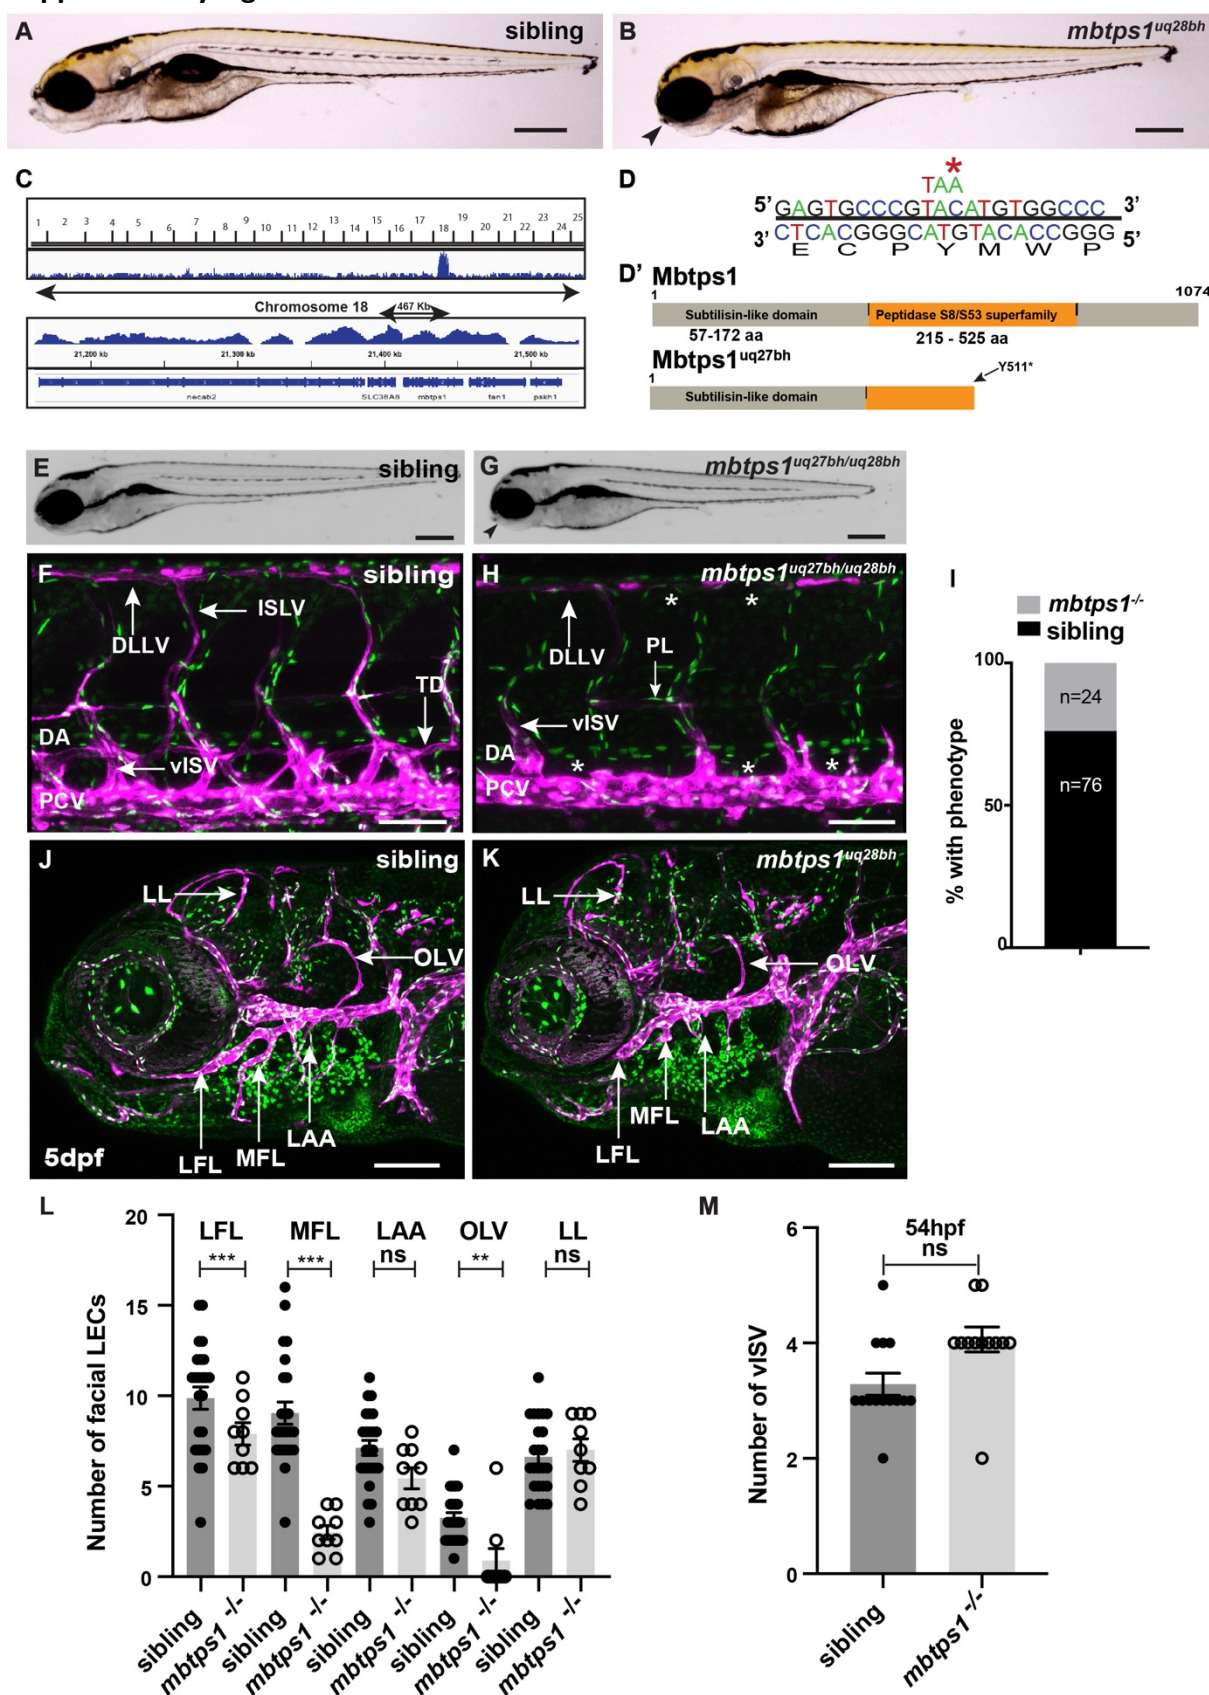 A
sibling
B
mbtps1uq28bh
C
1 2 3 4 5 6 7 8 9 10 11 12 13 14 15 16 17 18 19 20 21 22 23 24 25
Chromosome 18
467 Kb
21,200 kb 21,300 kb 21,400 kb 21,500 kb
necab2 SLC38A8 mbtps1 fan1 pskh1
D
*
TAA
5’ GAGTGCCCGTACATGTGGCCC 3’
3’ CTCACGGGCATGTACACCGGG 5’
E C P Y M W P
D’ Mbtps1
1 1074
Subtilisin-like domain Peptidase S8/S53 superfamily
57-172 aa 215 - 525 aa
Mbtps1uq27bh
1 Y511*
Subtilisin-like domain
E
sibling
G
mbtps1uq27bh/uq28bh
F
sibling
ISLV
DLLV
TD
DA
vISV
PCV
H
mbtps1uq27bh/uq28bh
* *
DLLV
PL
vISV
DA
* * *
PCV
I
mbtps1-/-
sibling
% with phenotype
100
50
0
n=24
n=76
J
sibling
LL
OLV
LAA
MFL
LFL
5dpf
K
mbtps1uq28bh
LL
OLV
MFL
LAA
LFL
L
Number of facial LECs
20
15
10
5
0
LFL MFL LAA OLV LL
*** *** ns ** ns
sibling mbtps1 -/- sibling mbtps1 -/- sibling mbtps1 -/- sibling mbtps1 -/- sibling mbtps1 -/-
M
Number of vISV
6
4
2
0
54hpf
ns
sibling mbtps1 -/-